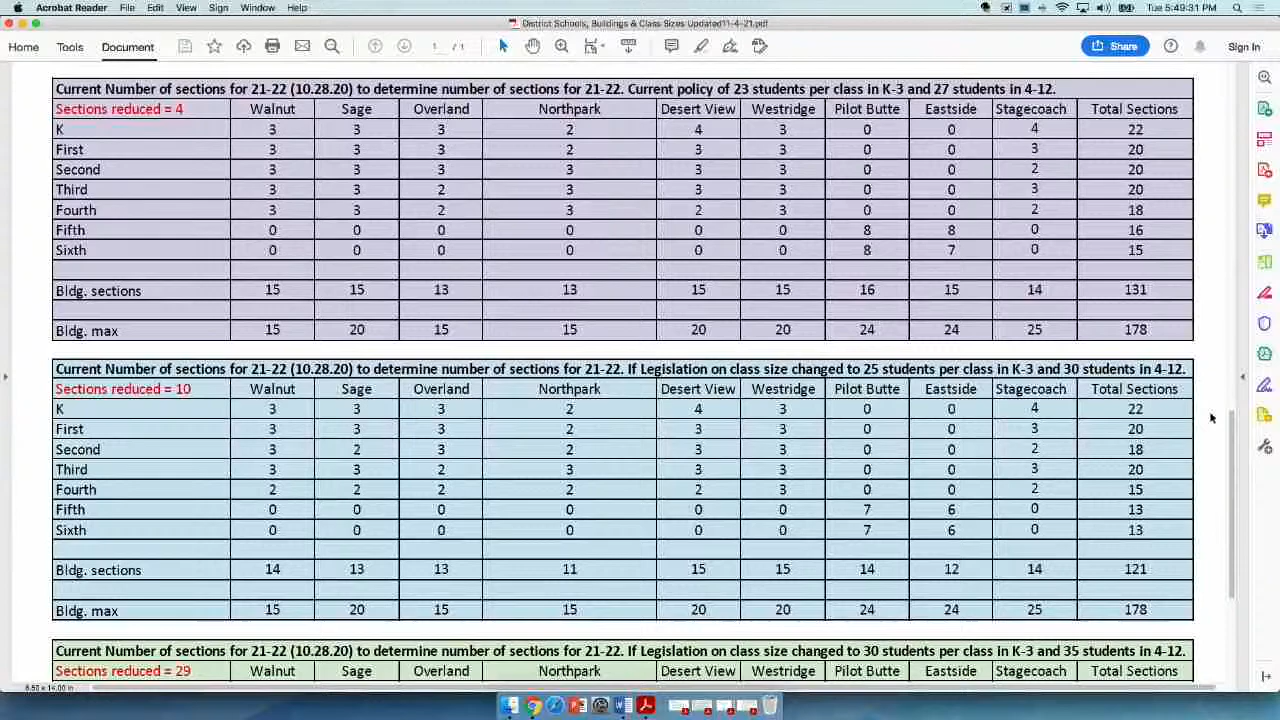 Acrobat Reader File Edit View Sign Window Help Tue 5:49:31 PM
District Schools, Buildings & Class Sizes Updated11-4-21.pdf
Home Tools Document 1 / 1 Share Sign In
Current Number of sections for 21-22 (10.28.20) to determine number of sections for 21-22. Current policy of 23 students per class in K-3 and 27 students in 4-12.
Sections reduced = 4 Walnut Sage Overland Northpark Desert View Westridge Pilot Butte Eastside Stagecoach Total Sections
K 3 3 3 2 4 3 0 0 4 22
First 3 3 3 2 3 3 0 0 3 20
Second 3 3 3 3 3 3 0 0 2 20
Third 3 3 2 3 3 3 0 0 3 20
Fourth 3 3 2 3 2 3 0 0 2 18
Fifth 0 0 0 0 0 0 8 8 0 16
Sixth 0 0 0 0 0 0 8 7 0 15
Bldg. sections 15 15 13 13 15 15 16 15 14 131
Bldg. max 15 20 15 15 20 20 24 24 25 178
Current Number of sections for 21-22 (10.28.20) to determine number of sections for 21-22. If Legislation on class size changed to 25 students per class in K-3 and 30 students in 4-12.
Sections reduced = 10 Walnut Sage Overland Northpark Desert View Westridge Pilot Butte Eastside Stagecoach Total Sections
K 3 3 3 2 4 3 0 0 4 22
First 3 3 3 2 3 3 0 0 3 20
Second 3 2 3 2 3 3 0 0 2 18
Third 3 3 2 3 3 3 0 0 3 20
Fourth 2 2 2 2 2 3 0 0 2 15
Fifth 0 0 0 0 0 0 7 6 0 13
Sixth 0 0 0 0 0 0 7 6 0 13
Bldg. sections 14 13 13 11 15 15 14 12 14 121
Bldg. max 15 20 15 15 20 20 24 24 25 178
Current Number of sections for 21-22 (10.28.20) to determine number of sections for 21-22. If Legislation on class size changed to 30 students per class in K-3 and 35 students in 4-12.
Sections reduced = 29 Walnut Sage Overland Northpark Desert View Westridge Pilot Butte Eastside Stagecoach Total Sections
8.50 x 14.00 in